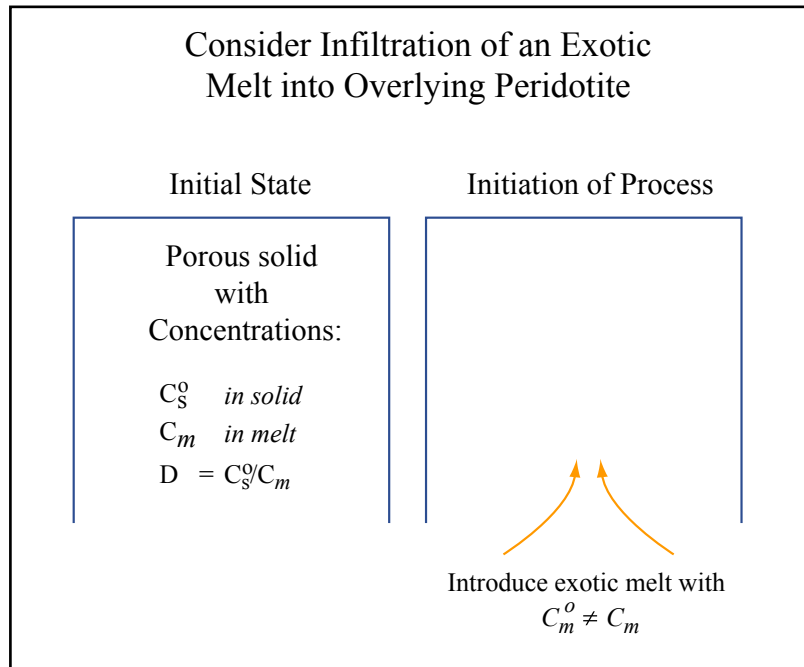 Consider Infiltration of an Exotic
Melt into Overlying Peridotite
Initial State
Porous solid
with
Concentrations:
C_s^o in solid
C_m in melt
D = C_s^o/C_m
Initiation of Process
Introduce exotic melt with
C_m^o ≠ C_m